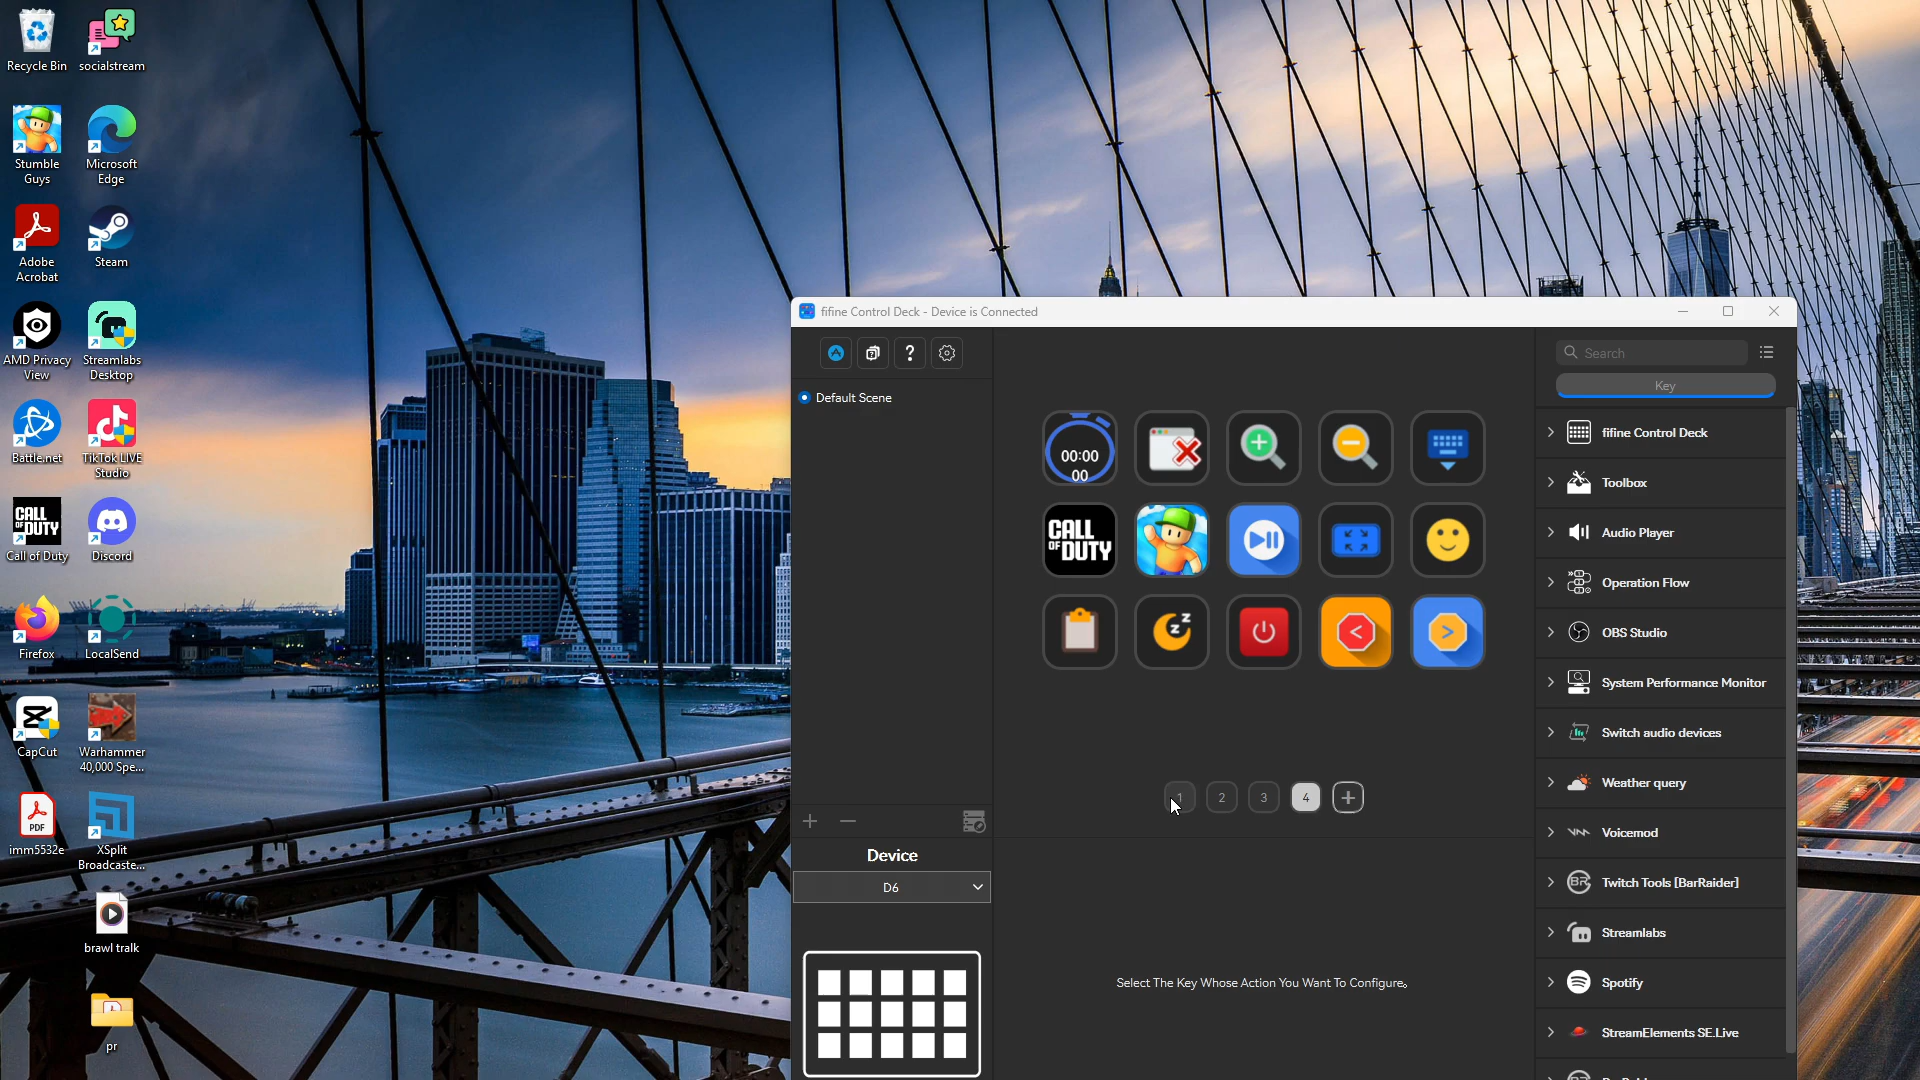 Recycle Bin
socialstream
Stumble
Guys
Microsoft
Edge
Adobe
Acrobat
Steam
AMD Privacy
View
Streamlabs
Desktop
Battle.net
TikTok LIVE
Studio
CALL
OF DUTY
Call of Duty
Discord
Firefox
LocalSend
CapCut
Warhammer
40,000 Spe...
PDF
imm5532e
XSplit
Broadcaste...
brawl tralk
pr
fifine Control Deck - Device is Connected
?
Default Scene
Device
D6
00:00
00
CALL
OF DUTY
z z
< >
1 2 3 4 +
Select The Key Whose Action You Want To Configure。
Search
Key
fifine Control Deck
Toolbox
Audio Player
Operation Flow
OBS Studio
System Performance Monitor
Switch audio devices
Weather query
Voicemod
BR Twitch Tools [BarRaider]
Streamlabs
Spotify
StreamElements SE.Live